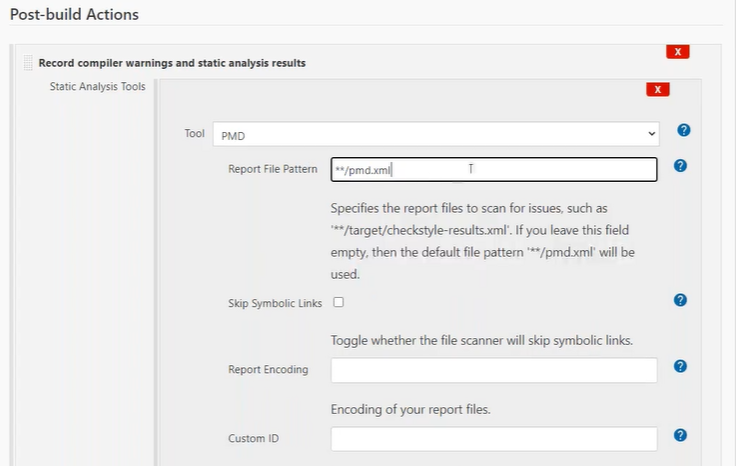 Post-build Actions
X
Record compiler warnings and static analysis results
Static Analysis Tools
X
Tool PMD ?
Report File Pattern **/pmd.xml ?
Specifies the report files to scan for issues, such as
'**/target/checkstyle-results.xml'. If you leave this field
empty, then the default file pattern '**/pmd.xml' will be
used.
Skip Symbolic Links ?
Toggle whether the file scanner will skip symbolic links.
Report Encoding ?
Encoding of your report files.
Custom ID ?